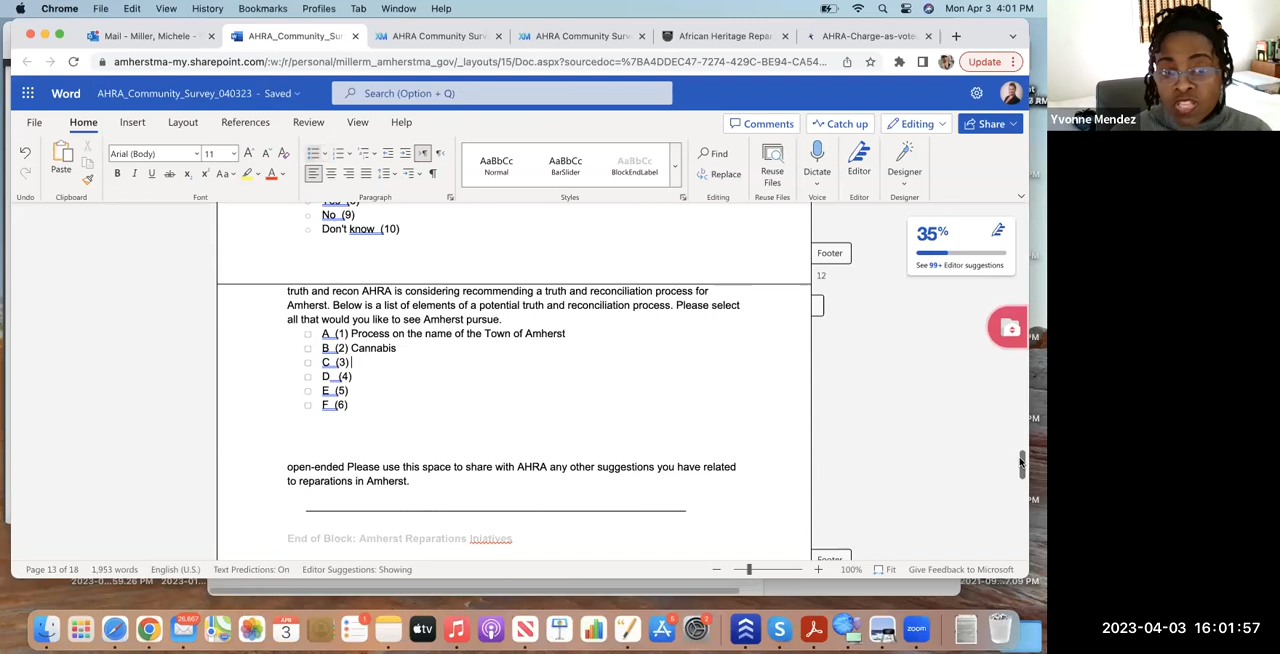 Chrome File Edit View History Bookmarks Profiles Tab Window Help
Mon Apr 3 4:01 PM
Mail - Miller, Michele -
AHRA_Community_Su
AHRA Community Surv
AHRA Community Surv
African Heritage Repar
AHRA-Charge-as-vote
amherstma-my.sharepoint.com/:w:/r/personal/millerm_amherstma_gov/_layouts/15/Doc.aspx?sourcedoc=%7BA4DDEC47-7274-429C-BE94-CA54...
Update
Word AHRA_Community_Survey_040323 - Saved
Search (Option + Q)
File Home Insert Layout References Review View Help
Comments Catch up Editing Share
Paste
Arial (Body) 11
AaBbCc AaBbCc AaBbCc
Normal BarSlider BlockEndLabel
Find
Replace
Reuse
Files
Dictate Editor Designer
Undo Clipboard Font Paragraph Styles Editing Reuse Files Voice Editor Designer
No (9)
Don't know (10)
35%
See 99+ Editor suggestions
Footer
12
truth and recon AHRA is considering recommending a truth and reconciliation process for
Amherst. Below is a list of elements of a potential truth and reconciliation process. Please select
all that would you like to see Amherst pursue.
A (1) Process on the name of the Town of Amherst
B (2) Cannabis
C (3)
D (4)
E (5)
F (6)
open-ended Please use this space to share with AHRA any other suggestions you have related
to reparations in Amherst.
End of Block: Amherst Reparations Iniatives
Footer
Page 13 of 18 1,953 words English (U.S.) Text Predictions: On Editor Suggestions: Showing
100% Fit Give Feedback to Microsoft
26,667
APR
3
1
tv
5
2
zoom
Yvonne Mendez
2023-04-03 16:01:57